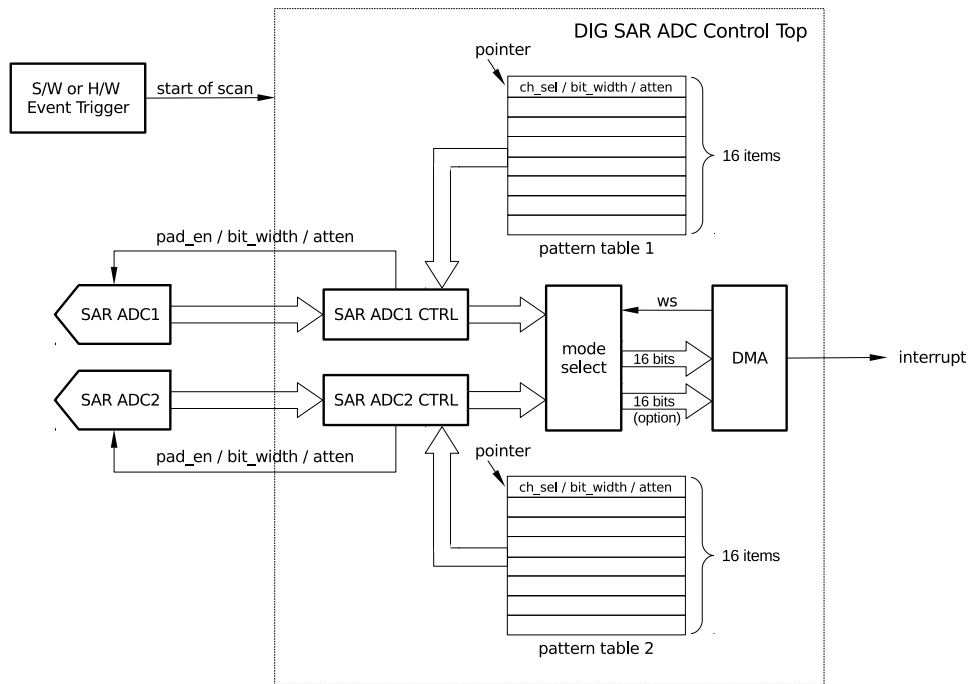 DIG SAR ADC Control Top
pointer
S/W or H/W
Event Trigger
start of scan
ch_sel / bit_width / atten
16 items
pattern table 1
pad_en / bit_width / atten
SAR ADC1
SAR ADC1 CTRL
ws
mode
select
16 bits
DMA
interrupt
SAR ADC2
SAR ADC2 CTRL
16 bits
(option)
pad_en / bit_width / atten
pointer
ch_sel / bit_width / atten
16 items
pattern table 2